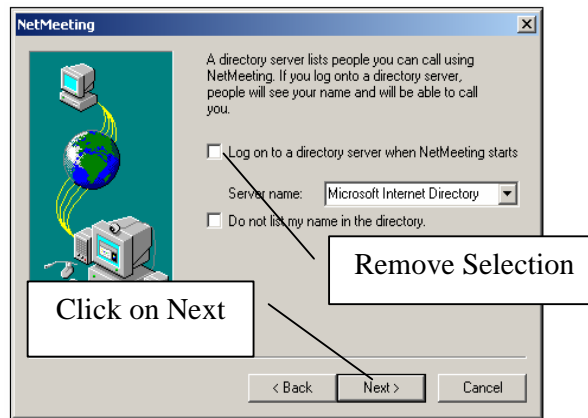 NetMeeting
A directory server lists people you can call using
NetMeeting. If you log onto a directory server,
people will see your name and will be able to call
you.
Log on to a directory server when NetMeeting starts
Server name: Microsoft Internet Directory
Do not list my name in the directory.
Remove Selection
Click on Next
< Back Next > Cancel